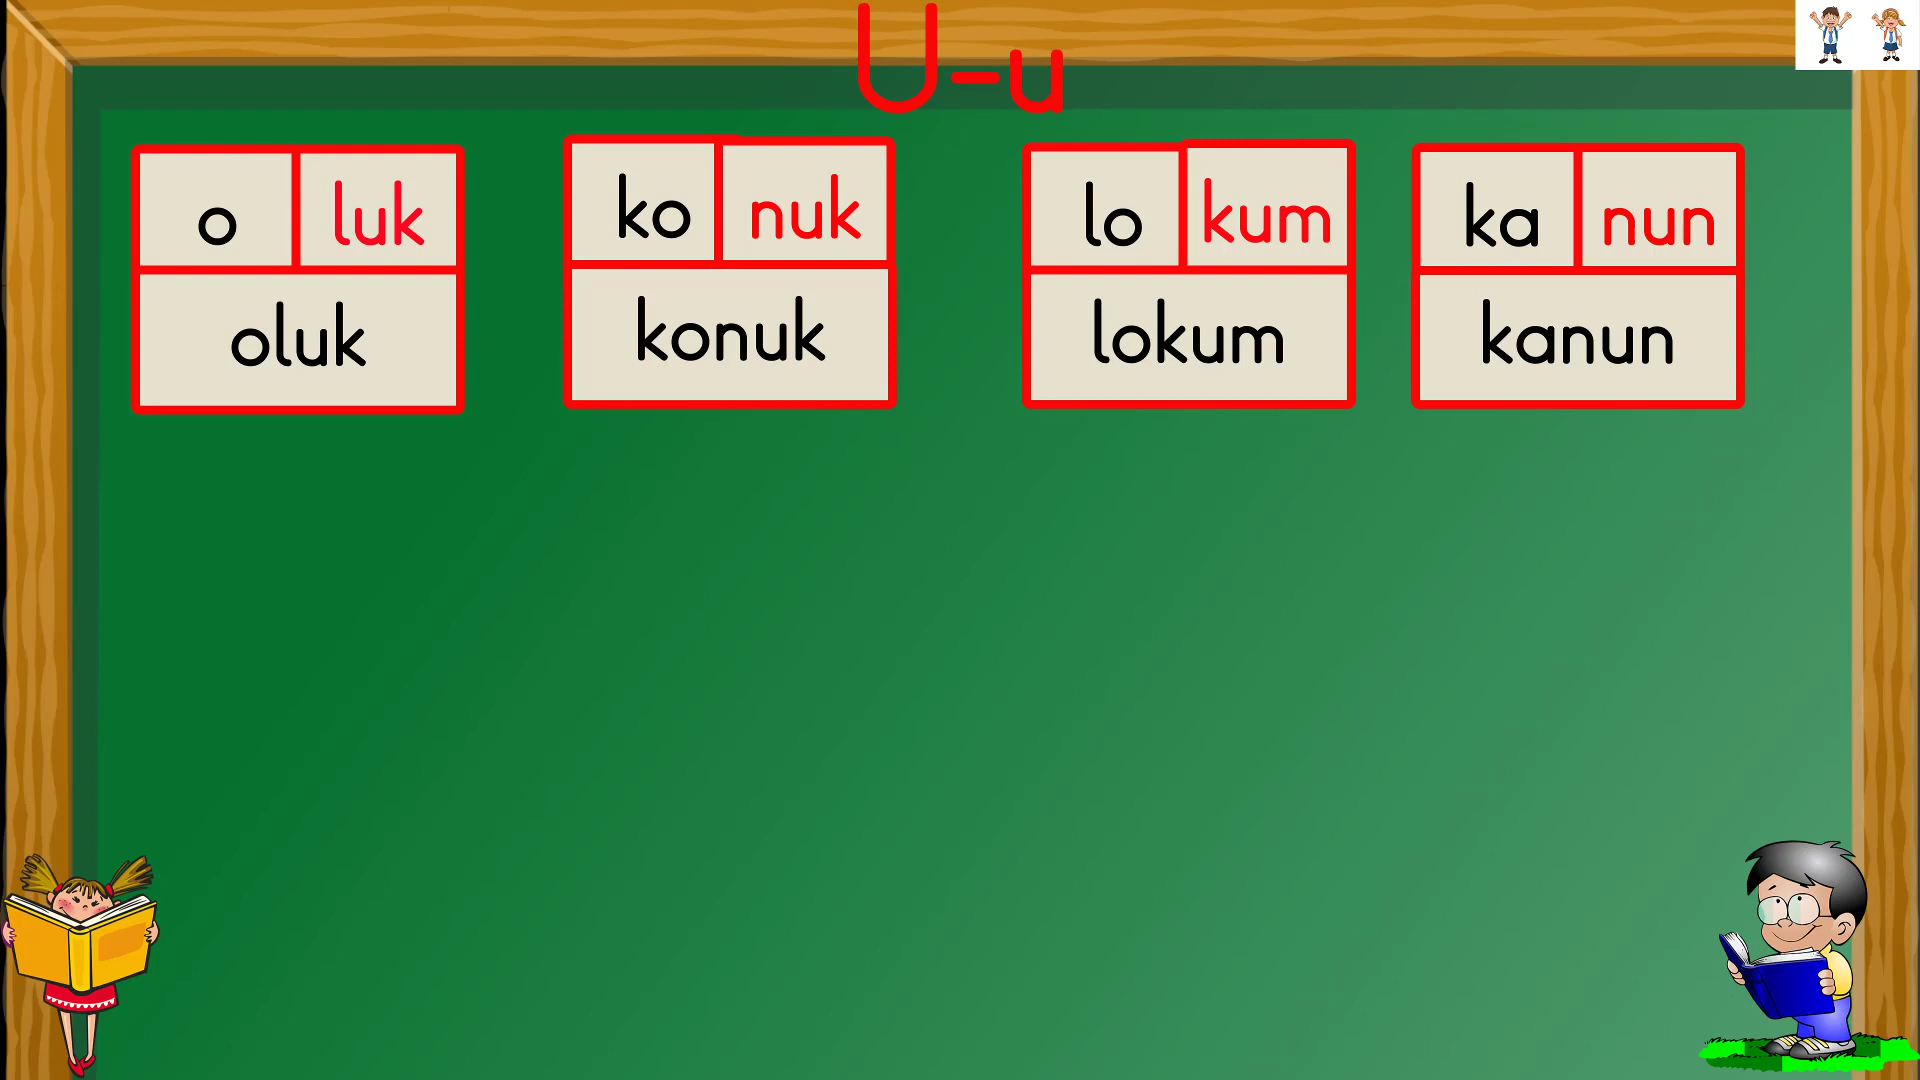 U-u
o luk
oluk
ko nuk
konuk
lo kum
lokum
ka nun
kanun